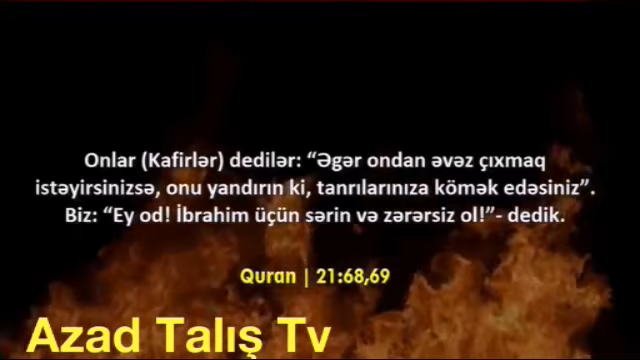 Onlar (Kafirlər) dedilər: “Əgər ondan əvəz çıxmaq
istəyirsinizsə, onu yandırın ki, tanrılarınıza kömək edəsiniz”.
Biz: “Ey od! İbrahim üçün sərin və zərərsiz ol!”- dedik.
Quran | 21:68,69
Azad Talış Tv